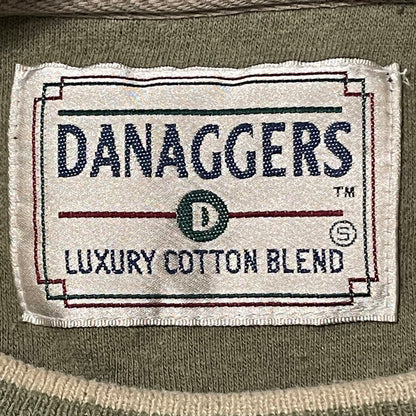 DANAGGERS
TM
D
S
LUXURY COTTON BLEND